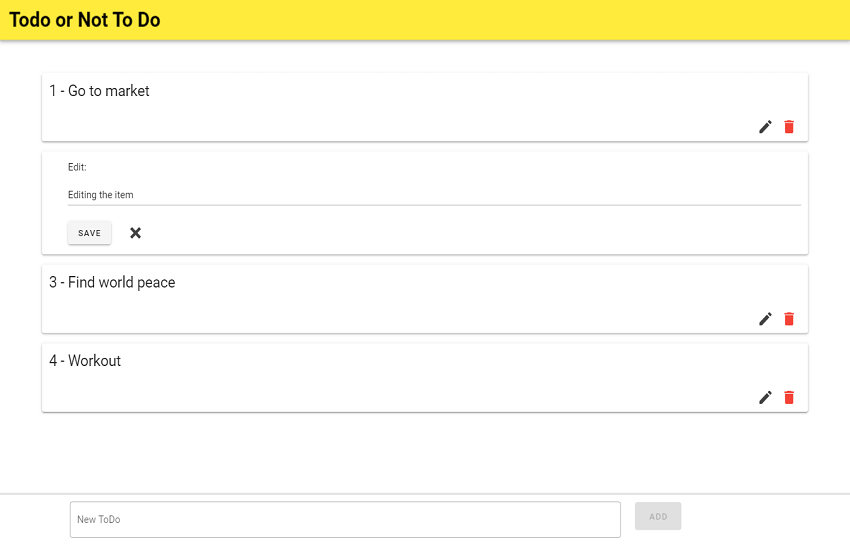 Todo or Not To Do
1 - Go to market
Edit:
Editing the item
SAVE
3 - Find world peace
4 - Workout
New ToDo
ADD